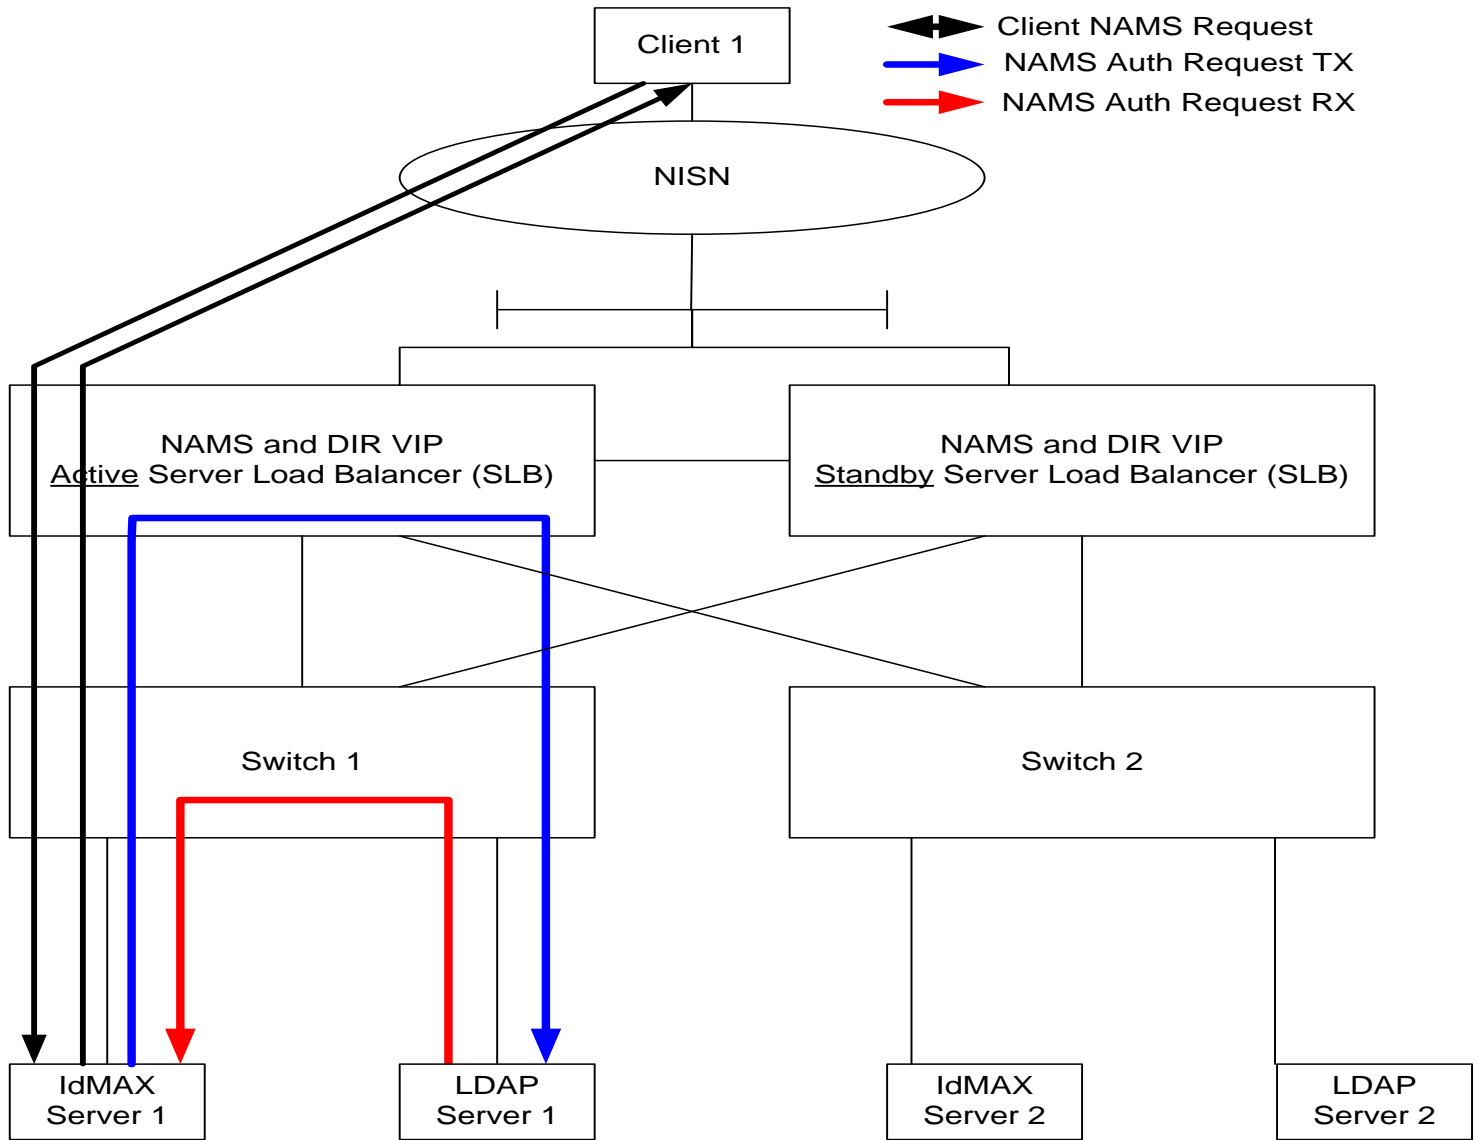 Client 1
Client NAMS Request
NAMS Auth Request TX
NAMS Auth Request RX
NISN
NAMS and DIR VIP
Active Server Load Balancer (SLB)
NAMS and DIR VIP
Standby Server Load Balancer (SLB)
Switch 1
Switch 2
IdMAX
Server 1
LDAP
Server 1
IdMAX
Server 2
LDAP
Server 2